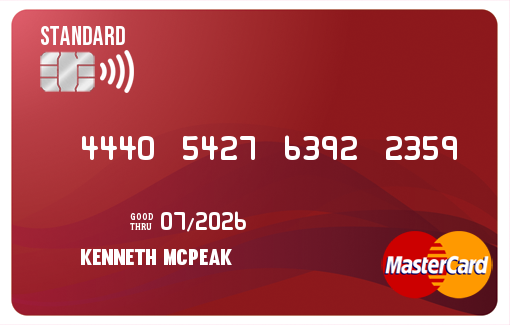 STANDARD
4440 5427 6392 2359
GOOD
THRU 07/2026
KENNETH MCPEAK
MasterCard